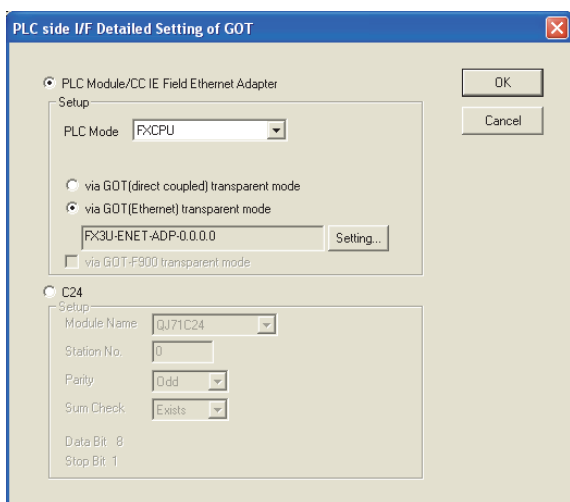 PLC side I/F Detailed Setting of GOT
PLC Module/CC IE Field Ethernet Adapter
OK
Setup
Cancel
PLC Mode FXCPU
via GOT(direct coupled) transparent mode
via GOT(Ethernet) transparent mode
FX3U-ENET-ADP-0.0.0.0 Setting...
via GOT-F900 transparent mode
C24
Setup
Module Name QJ71C24
Station No. 0
Parity Odd
Sum Check Exists
Data Bit 8
Stop Bit 1